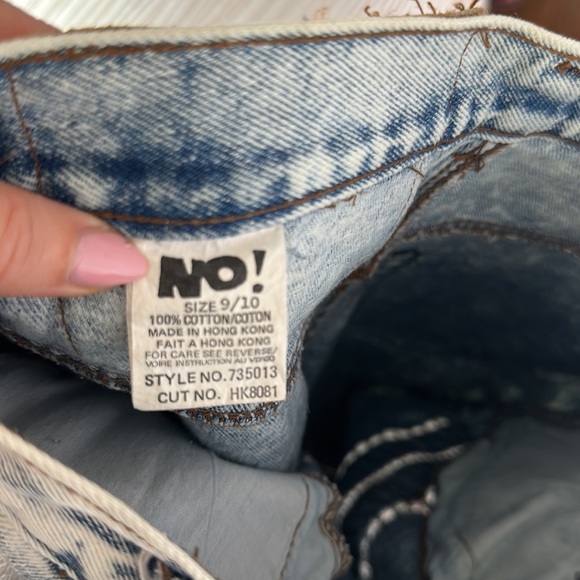 NO!
SIZE 9/10
100% COTTON/COTON
MADE IN HONG KONG
FAIT A HONG KONG
FOR CARE SEE REVERSE/
VOIRE INSTRUCTION AU VERSO
STYLE NO. 735013
CUT NO. HK8081